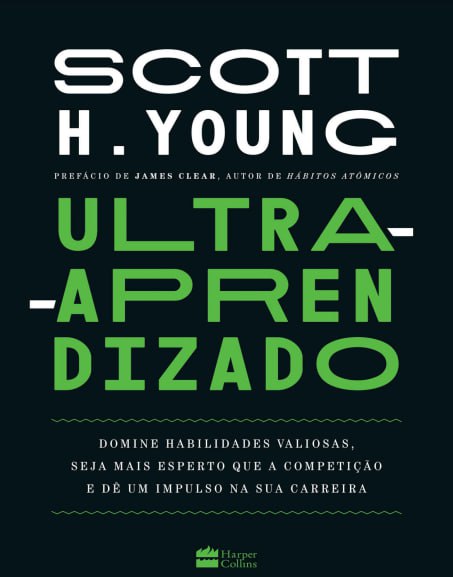 SCOTT
H. YOUNG
PREFÁCIO DE JAMES CLEAR, AUTOR DE HÁBITOS ATÔMICOS
ULTRA-
-APREN
DIZADO
DOMINE HABILIDADES VALIOSAS,
SEJA MAIS ESPERTO QUE A COMPETIÇÃO
E DÊ UM IMPULSO NA SUA CARREIRA
Harper
Collins